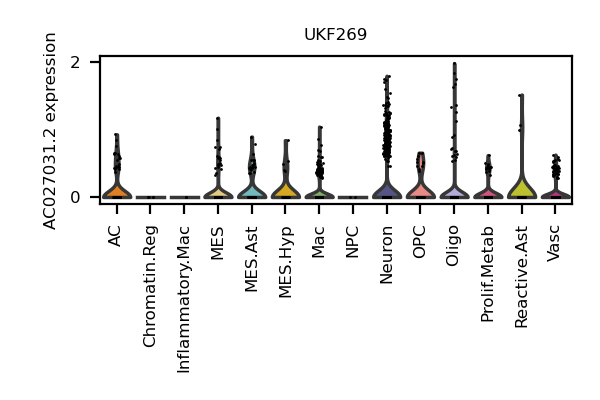 UKF269
AC027031.2 expression
2
0
AC
Chromatin.Reg
Inflammatory.Mac
MES
MES.Ast
MES.Hyp
Mac
NPC
Neuron
OPC
Oligo
Prolif.Metab
Reactive.Ast
Vasc